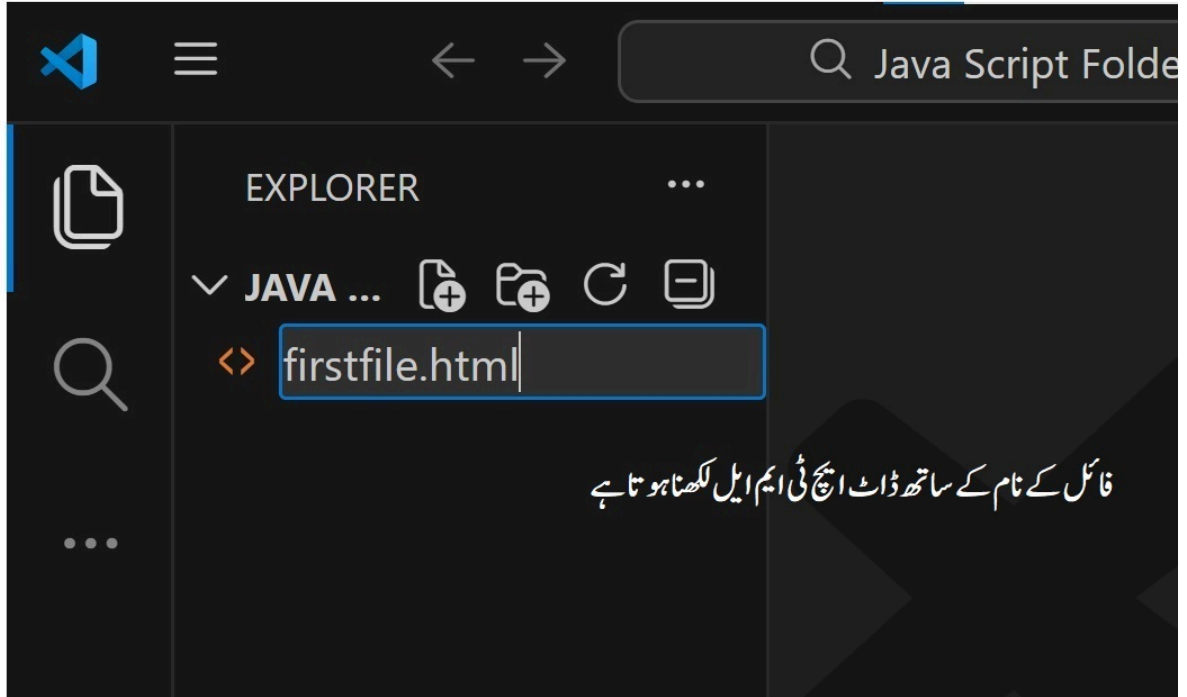 Java Script Folde
EXPLORER
JAVA ...
firstfile.html
فائل کے نام کے ساتھ ڈاٹ ایچ ٹی ایم ایل لکھنا ہوتا ہے